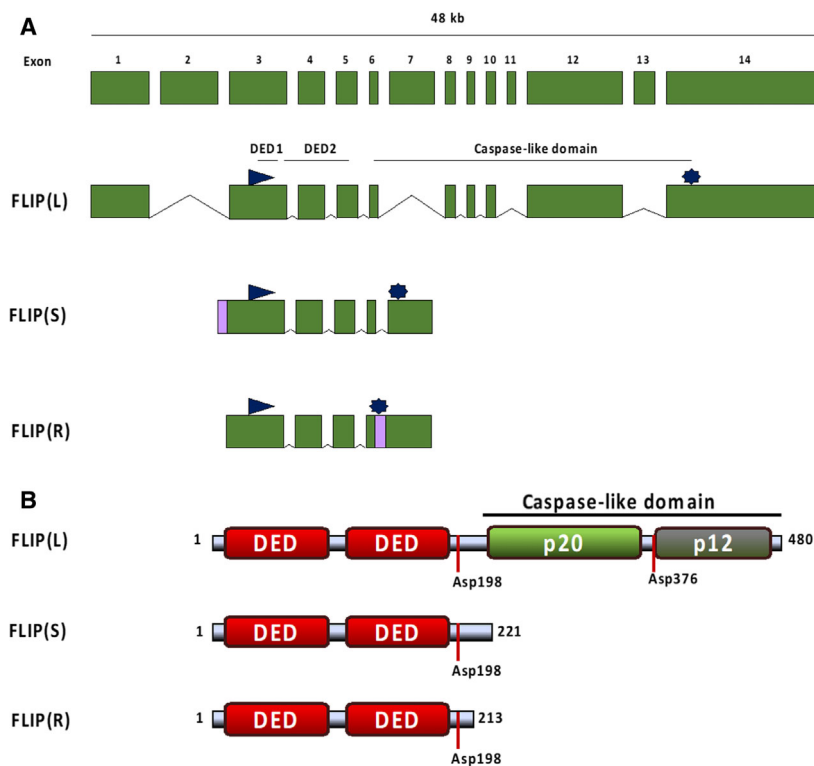 A
48 kb
Exon 1 2 3 4 5 6 7 8 9 10 11 12 13 14
DED1 DED2 Caspase-like domain
FLIP(L)
FLIP(S)
FLIP(R)
B
Caspase-like domain
FLIP(L) 1 DED DED p20 p12 480
Asp198 Asp376
FLIP(S) 1 DED DED 221
Asp198
FLIP(R) 1 DED DED 213
Asp198